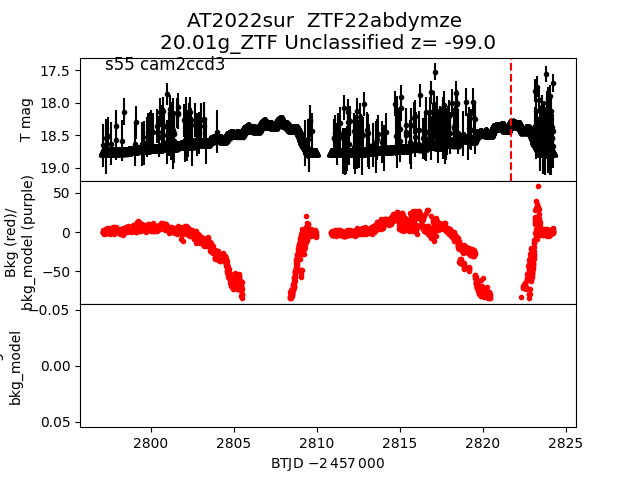 AT2022sur ZTF22abdymze
20.01g_ZTF Unclassified z= -99.0
s55 cam2ccd3
17.5
18.0
18.5
19.0
T mag
50
0
−50
Bkg (red)/
bkg_model (purple)
−0.05
0.00
0.05
bkg_model
2800 2805 2810 2815 2820 2825
BTJD −2 457 000